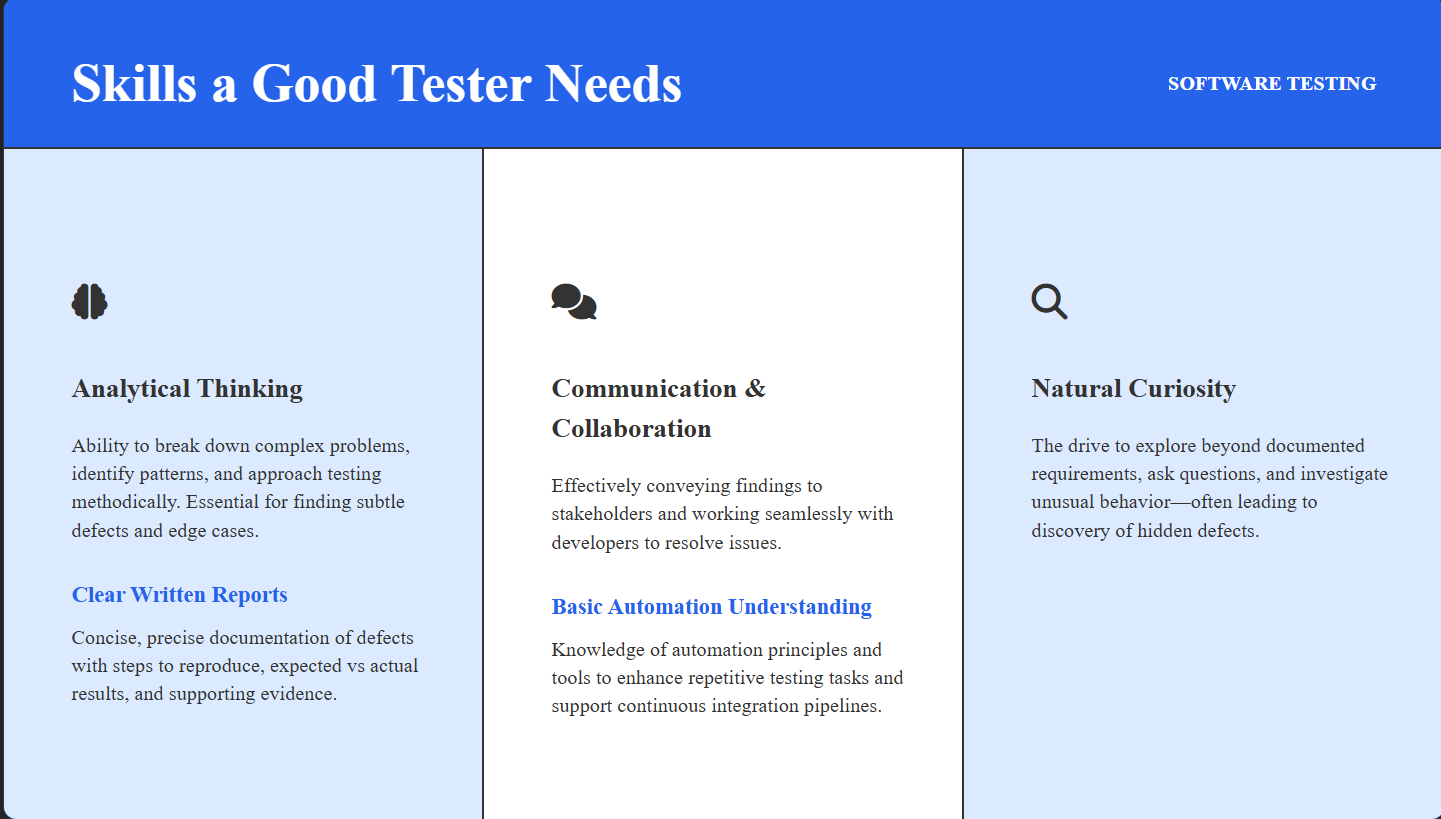 Skills a Good Tester Needs
SOFTWARE TESTING
Analytical Thinking
Ability to break down complex problems,
identify patterns, and approach testing
methodically. Essential for finding subtle
defects and edge cases.
Clear Written Reports
Concise, precise documentation of defects
with steps to reproduce, expected vs actual
results, and supporting evidence.
Communication &
Collaboration
Effectively conveying findings to
stakeholders and working seamlessly with
developers to resolve issues.
Basic Automation Understanding
Knowledge of automation principles and
tools to enhance repetitive testing tasks and
support continuous integration pipelines.
Natural Curiosity
The drive to explore beyond documented
requirements, ask questions, and investigate
unusual behavior—often leading to
discovery of hidden defects.